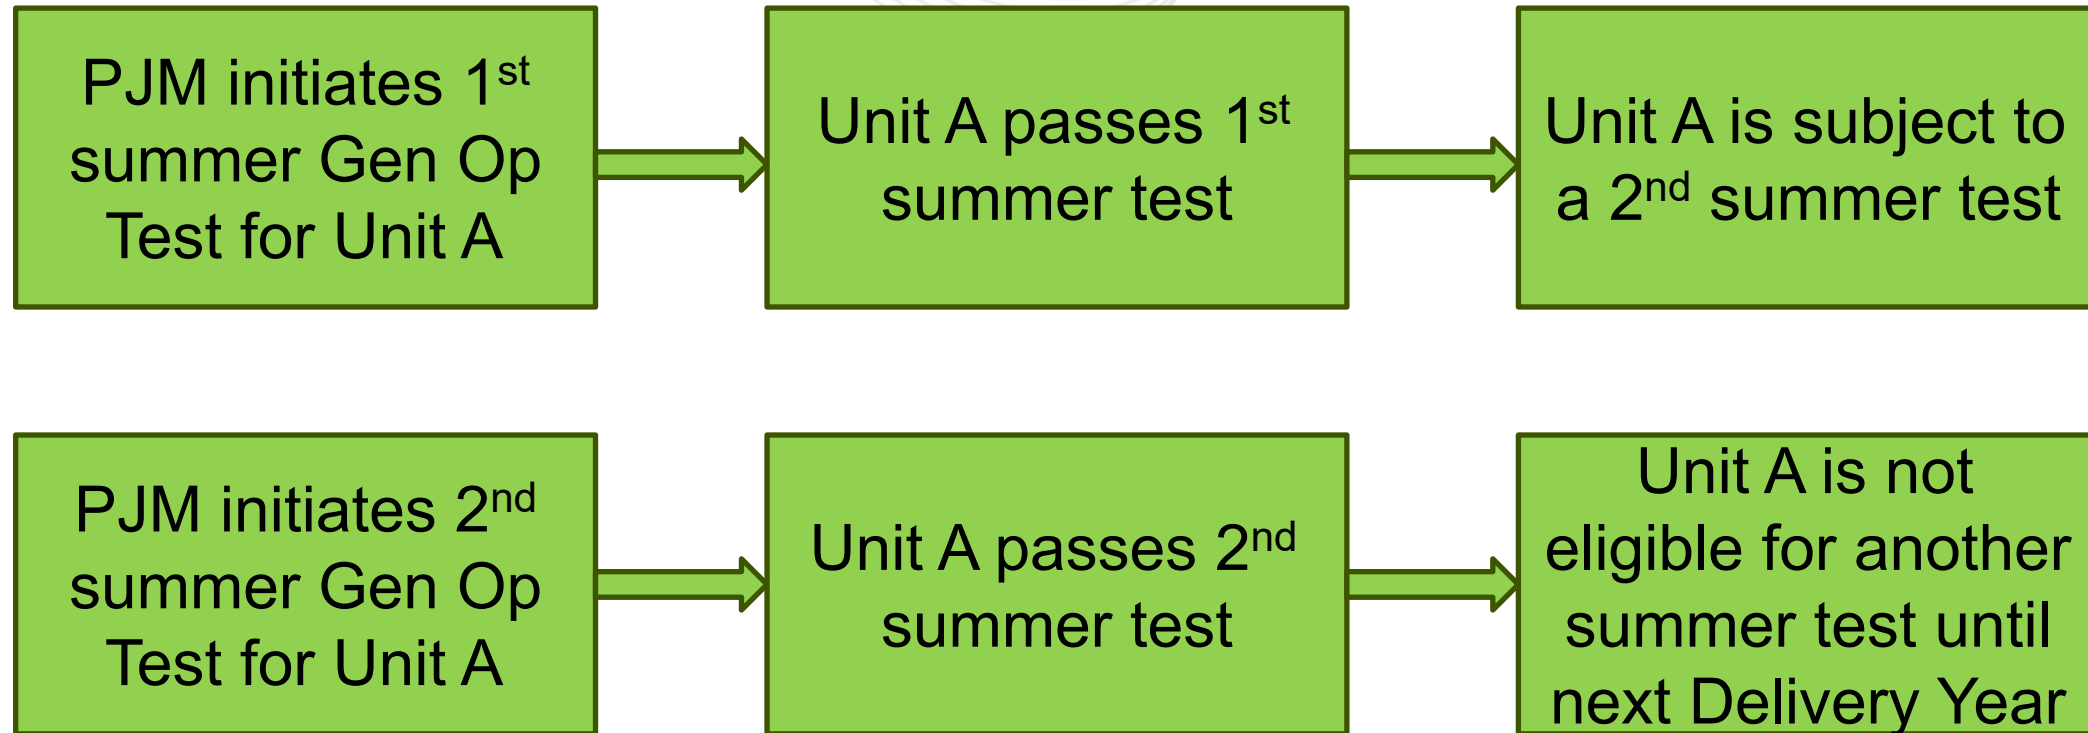 PJM initiates 1st
summer Gen Op
Test for Unit A
Unit A passes 1st
summer test
Unit A is subject to
a 2nd summer test
PJM initiates 2nd
summer Gen Op
Test for Unit A
Unit A passes 2nd
summer test
Unit A is not
eligible for another
summer test until
next Delivery Year